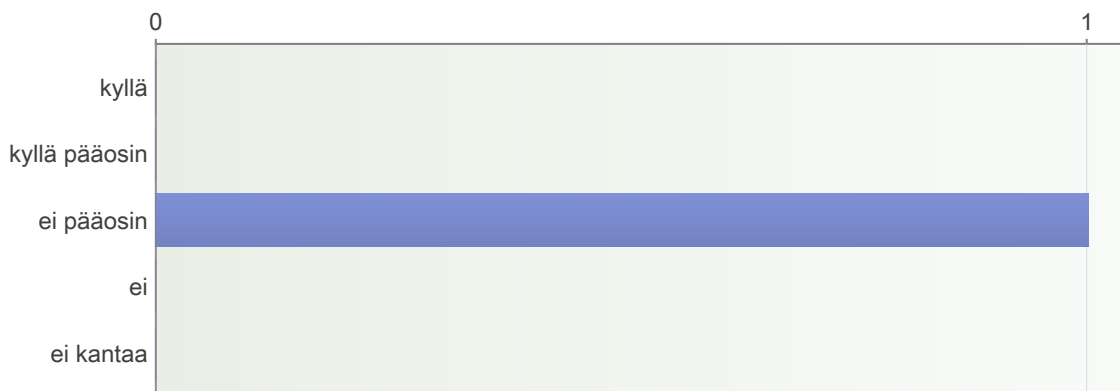 0 1
kyllä
kyllä pääosin
ei pääosin
ei
ei kantaa